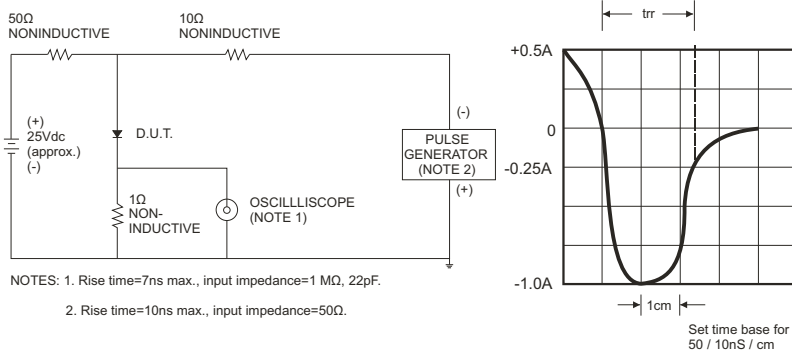 50Ω
NONINDUCTIVE
10Ω
NONINDUCTIVE
(+)
25Vdc
(approx.)
(-)
D.U.T.
1Ω
NON-
INDUCTIVE
OSCILLLISCOPE
(NOTE 1)
(-)
PULSE
GENERATOR
(NOTE 2)
(+)
NOTES: 1. Rise time=7ns max., input impedance=1 MΩ, 22pF.
2. Rise time=10ns max., input impedance=50Ω.
trr
+0.5A
0
-0.25A
-1.0A
1cm
Set time base for
50 / 10nS / cm